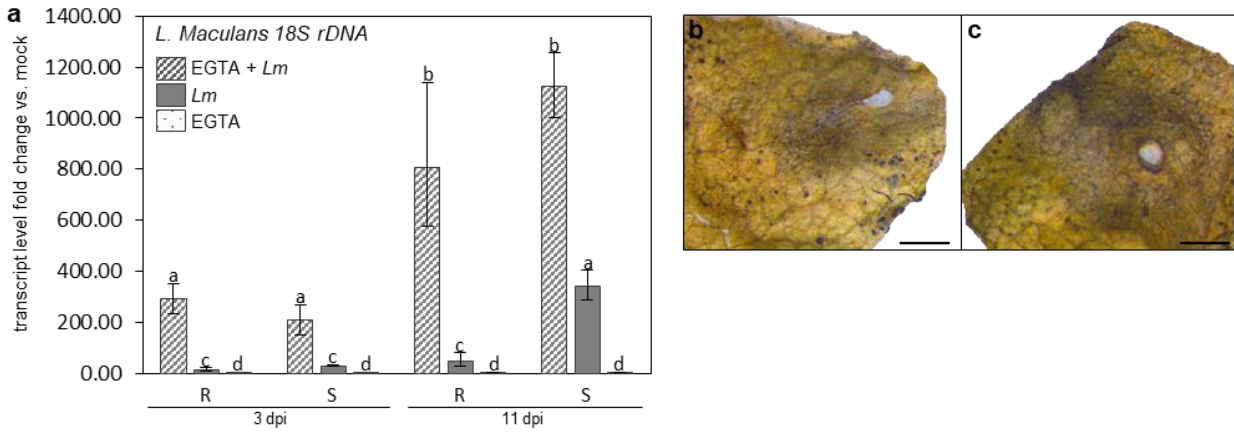 a
transcript level fold change vs. mock
1400.00
1200.00
1000.00
800.00
600.00
400.00
200.00
0.00
L. Maculans 18S rDNA
EGTA + Lm
Lm
EGTA
a
c
d
a
c
d
b
c
d
b
a
d
R
S
R
S
3 dpi
11 dpi
b
c